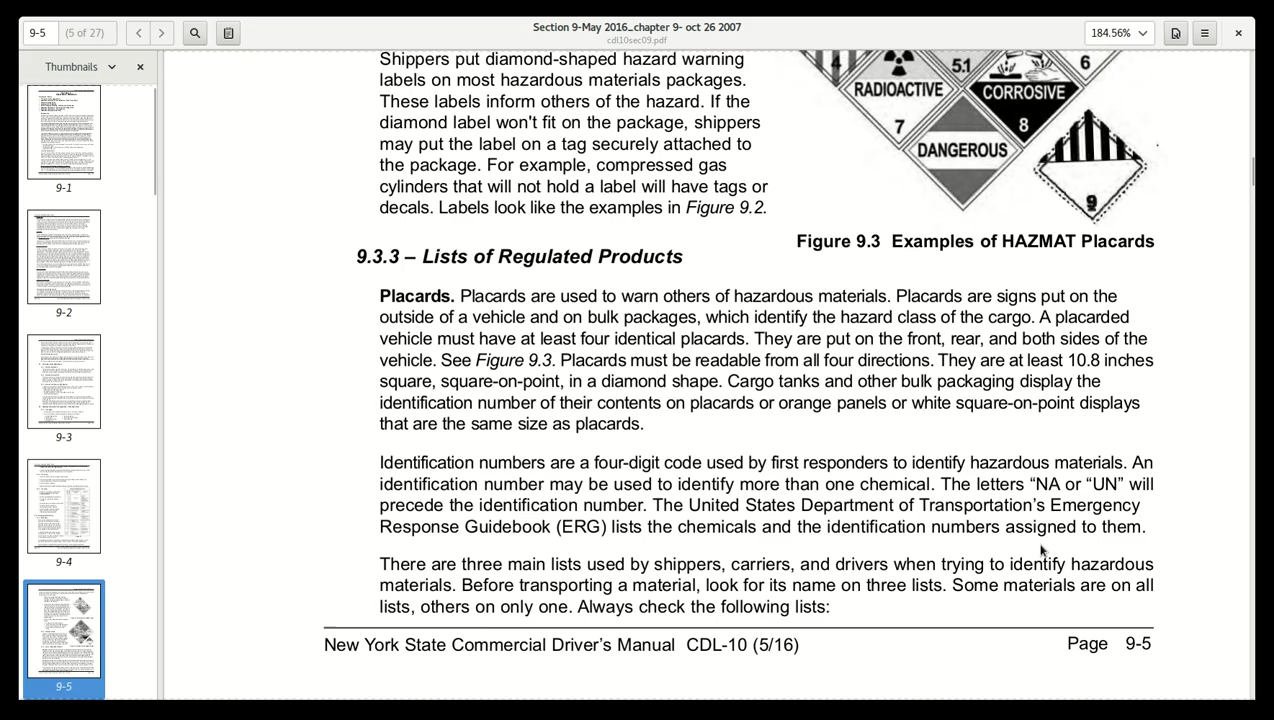 9-5 (5 of 27)
Section 9-May 2016_chapter 9- oct 26 2007
cdl10sec09.pdf
184.56%
Thumbnails
9-1
9-2
9-3
9-4
9-5
Shippers put diamond-shaped hazard warning
labels on most hazardous materials packages.
These labels inform others of the hazard. If the
diamond label won't fit on the package, shippers
may put the label on a tag securely attached to
the package. For example, compressed gas
cylinders that will not hold a label will have tags or
decals. Labels look like the examples in Figure 9.2.
4
5.1
6
RADIOACTIVE
CORROSIVE
7
8
DANGEROUS
9
Figure 9.3 Examples of HAZMAT Placards
9.3.3 – Lists of Regulated Products
Placards. Placards are used to warn others of hazardous materials. Placards are signs put on the
outside of a vehicle and on bulk packages, which identify the hazard class of the cargo. A placarded
vehicle must have at least four identical placards. They are put on the front, rear, and both sides of the
vehicle. See Figure 9.3. Placards must be readable from all four directions. They are at least 10.8 inches
square, square-on-point, in a diamond shape. Cargo tanks and other bulk packaging display the
identification number of their contents on placards or orange panels or white square-on-point displays
that are the same size as placards.
Identification numbers are a four-digit code used by first responders to identify hazardous materials. An
identification number may be used to identify more than one chemical. The letters “NA or “UN” will
precede the identification number. The United States Department of Transportation’s Emergency
Response Guidebook (ERG) lists the chemicals and the identification numbers assigned to them.
There are three main lists used by shippers, carriers, and drivers when trying to identify hazardous
materials. Before transporting a material, look for its name on three lists. Some materials are on all
lists, others on only one. Always check the following lists:
New York State Commercial Driver’s Manual CDL-10 (5/16)
Page 9-5